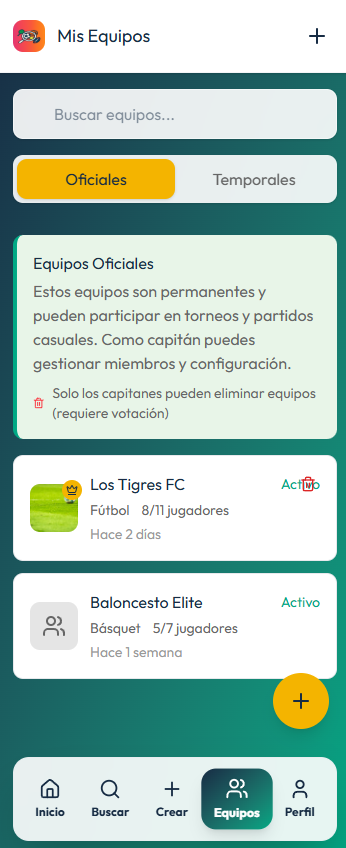 Mis Equipos
Buscar equipos...
Oficiales
Temporales
Equipos Oficiales
Estos equipos son permanentes y
pueden participar en torneos y partidos
casuales. Como capitán puedes
gestionar miembros y configuración.
Solo los capitanes pueden eliminar equipos
(requiere votación)
Los Tigres FC
Activo
Fútbol 8/11 jugadores
Hace 2 días
Baloncesto Elite
Activo
Básquet 5/7 jugadores
Hace 1 semana
Inicio
Buscar
Crear
Equipos
Perfil